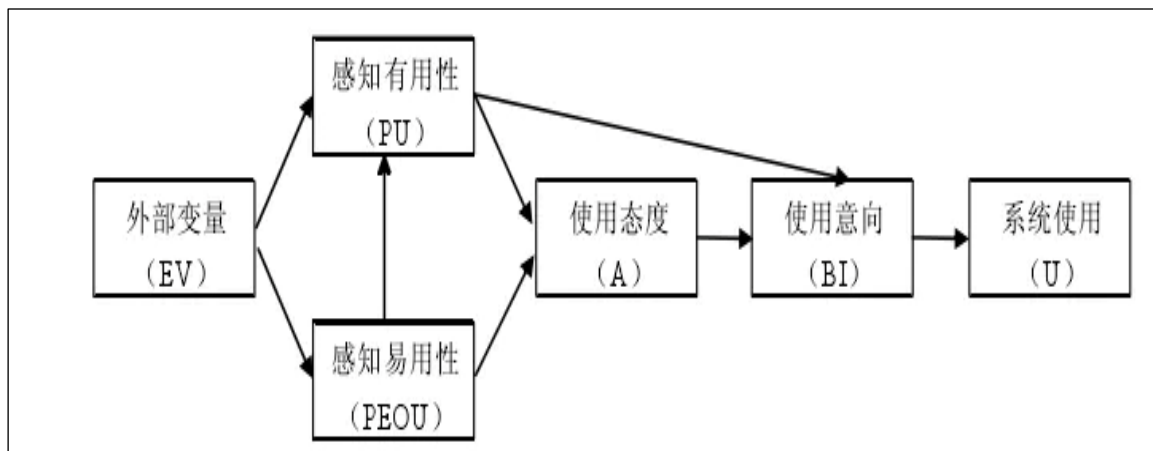 感知有用性
(PU)
外部变量
(EV)
感知易用性
(PEOU)
使用态度
(A)
使用意向
(BI)
系统使用
(U)